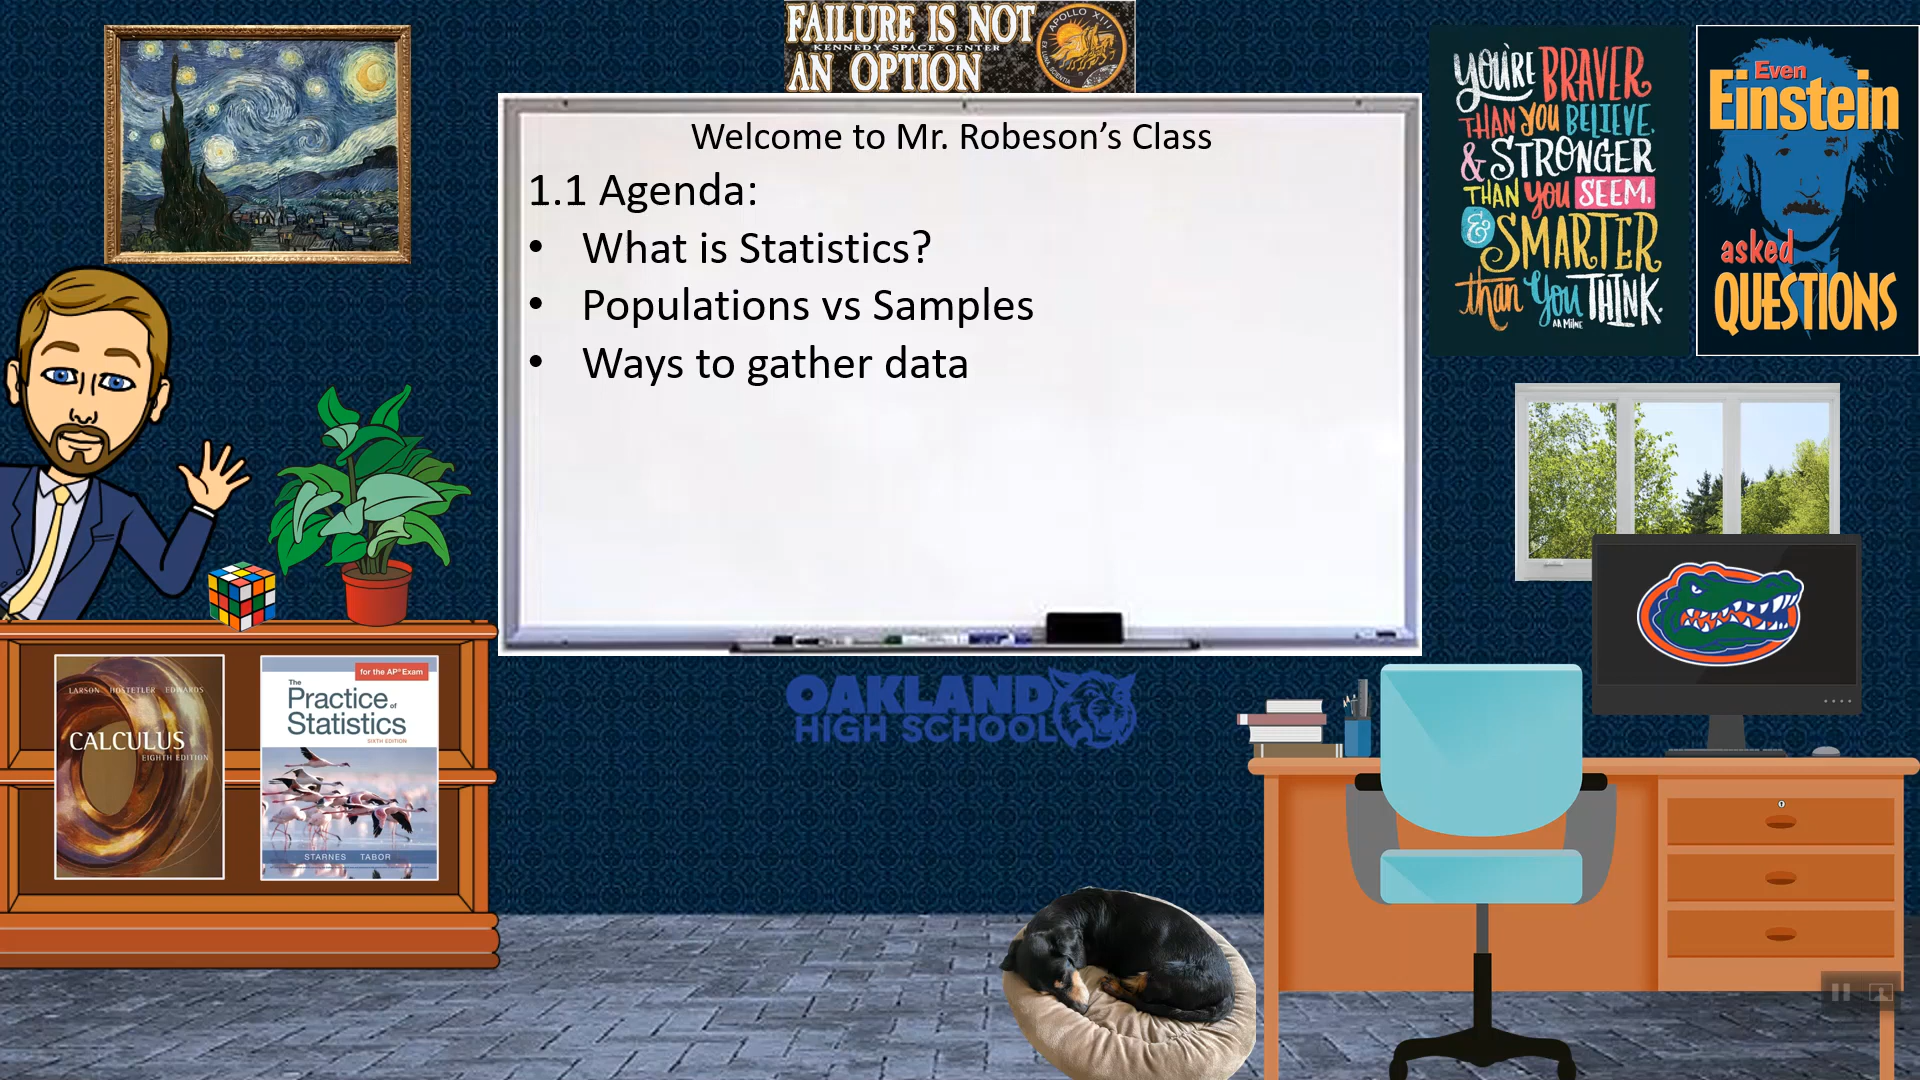 FAILURE IS NOT
KENNEDY SPACE CENTER
AN OPTION
APOLLO XIII
Welcome to Mr. Robeson’s Class
1.1 Agenda:
• What is Statistics?
• Populations vs Samples
• Ways to gather data
YOU'RE BRAVER
THAN YOU BELIEVE,
& STRONGER
THAN YOU SEEM,
& SMARTER
than you THINK.
AA Milne
Even
Einstein
asked
QUESTIONS
OAKLAND
HIGH SCHOOL
LARSON HOSTETLER EDWARDS
CALCULUS
EIGHTH EDITION
for the AP® Exam
The
Practice of
Statistics
SIXTH EDITION
STARNES TABOR